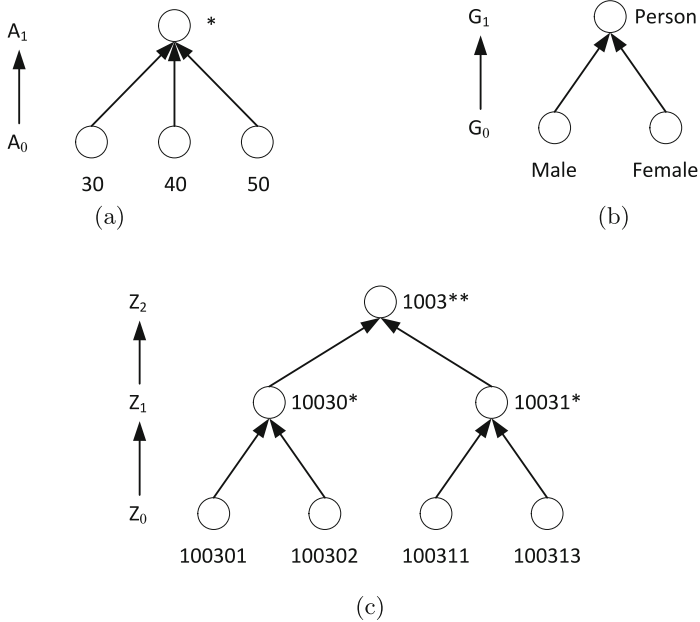 A₁ *
A₀
30 40 50
(a)
G₁ Person
G₀
Male Female
(b)
Z₂ 1003**
Z₁ 10030* 10031*
Z₀
100301 100302 100311 100313
(c)